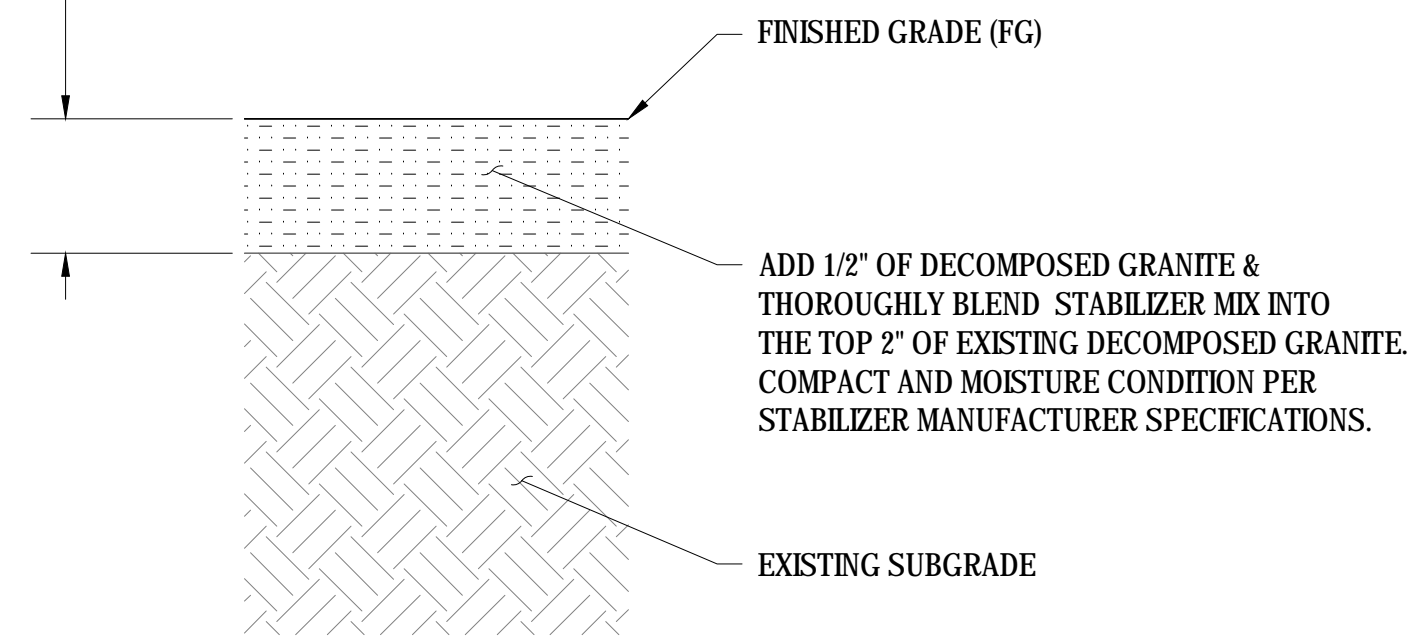 FINISHED GRADE (FG)
ADD 1/2" OF DECOMPOSED GRANITE &
THOROUGHLY BLEND STABILIZER MIX INTO
THE TOP 2" OF EXISTING DECOMPOSED GRANITE.
COMPACT AND MOISTURE CONDITION PER
STABILIZER MANUFACTURER SPECIFICATIONS.
EXISTING SUBGRADE